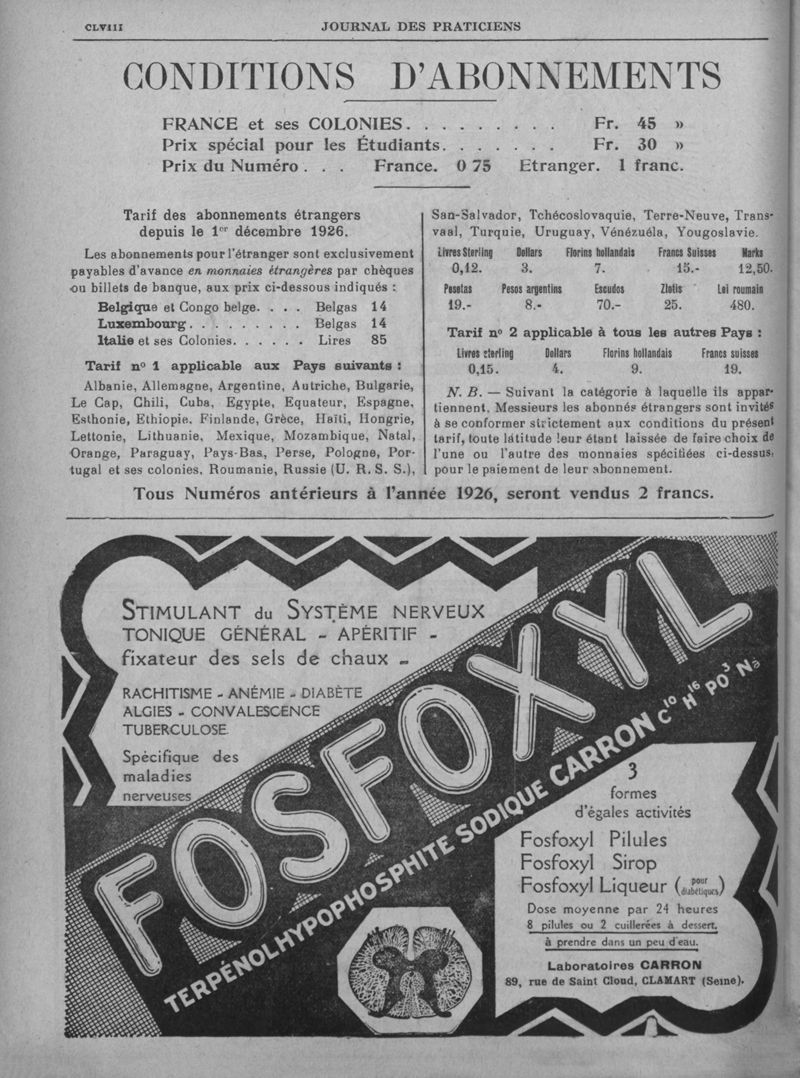 CLVIII
JOURNAL DES PRATICIENS
CONDITIONS D'ABONNEMENTS
FRANCE et ses COLONIES. . . . . . . . . . Fr. 45 »
Prix spécial pour les Étudiants. . . . . . . Fr. 30 »
Prix du Numéro . . . France. 0 75 Etranger. 1 franc.
Tarif des abonnements étrangers
depuis le 1er décembre 1926.
Les abonnements pour l'étranger sont exclusivement
payables d'avance en monnaies étrangères par chèques
ou billets de banque, aux prix ci-dessous indiqués :
Belgique et Congo belge. . . . Belgas 14
Luxembourg. . . . . . . . . Belgas 14
Italie et ses Colonies. . . . . . Lires 85
Tarif n° 1 applicable aux Pays suivants :
Albanie, Allemagne, Argentine, Autriche, Bulgarie,
Le Cap, Chili, Cuba, Egypte, Equateur, Espagne,
Esthonie, Ethiopie, Finlande, Grèce, Haïti, Hongrie,
Lettonie, Lithuanie, Mexique, Mozambique, Natal,
Orange, Paraguay, Pays-Bas, Perse, Pologne, Por-
tugal et ses colonies, Roumanie, Russie (U. R. S. S.),
San-Salvador, Tchécoslovaquie, Terre-Neuve, Trans-
vaal, Turquie, Uruguay, Vénézuéla, Yougoslavie.
Livres Sterling Dollars Florins hollandais Francs Suisses Marks
0,12. 3. 7. 15.- 12,50.
Pesetas Pesos argentins Escudos Zlotis Lei roumain
19.- 8.- 70.- 25. 480.
Tarif n° 2 applicable à tous les autres Pays :
Livres sterling Dollars Florins hollandais Francs suisses
0,15. 4. 9. 19.
N. B. — Suivant la catégorie à laquelle ils appar-
tiennent, Messieurs les abonnés étrangers sont invités
à se conformer strictement aux conditions du présent
tarif, toute latitude leur étant laissée de faire choix de
l'une ou l'autre des monnaies spécifiées ci-dessus,
pour le paiement de leur abonnement.
Tous Numéros antérieurs à l'année 1926, seront vendus 2 francs.
STIMULANT du SYSTÈME NERVEUX
TONIQUE GÉNÉRAL - APÉRITIF -
fixateur des sels de chaux -
RACHITISME - ANÉMIE - DIABÈTE
ALGIES - CONVALESCENCE
TUBERCULOSE
Spécifique des
maladies
nerveuses
FOSFOXYL
TERPÉNOLHYPOPHOSPHITE SODIQUE CARRON C10 H16 PO3 Na
3
formes
d'égales activités
Fosfoxyl Pilules
Fosfoxyl Sirop
Fosfoxyl Liqueur (pour diabétiques)
Dose moyenne par 24 heures
8 pilules ou 2 cuillerées à dessert,
à prendre dans un peu d'eau.
Laboratoires CARRON
89, rue de Saint Cloud, CLAMART (Seine).